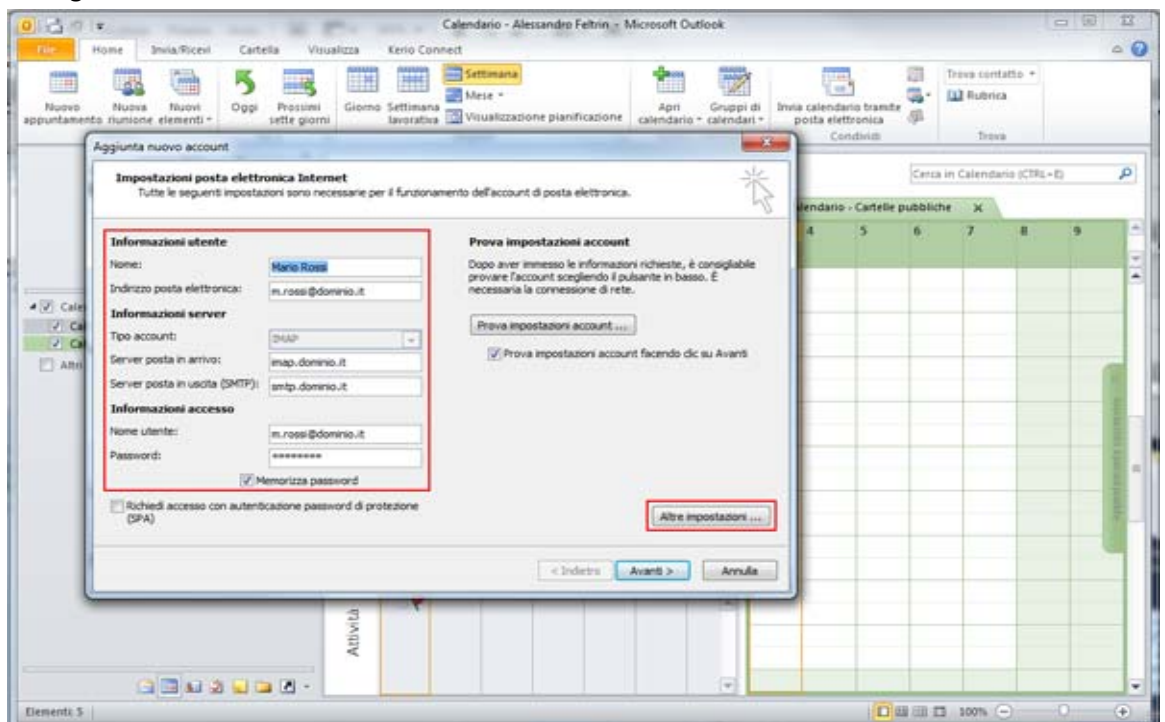 Calendario - Alessandro Feltrin - Microsoft Outlook
File Home Invia/Ricevi Cartella Visualizza Kerio Connect
Nuovo appuntamento
Nuova riunione
Nuovi elementi
Oggi
Prossimi sette giorni
Giorno
Settimana lavorativa
Settimana
Mese
Visualizzazione pianificazione
Apri calendario
Gruppi di calendari
Invia calendario tramite posta elettronica
Condividi
Trova contatto
Rubrica
Trova
Aggiunta nuovo account
Impostazioni posta elettronica Internet
Tutte le seguenti impostazioni sono necessarie per il funzionamento dell'account di posta elettronica.
Informazioni utente
Nome: Mario Rossi
Indirizzo posta elettronica: m.rossi@dominio.it
Informazioni server
Tipo account: IMAP
Server posta in arrivo: imap.dominio.it
Server posta in uscita (SMTP): smtp.dominio.it
Informazioni accesso
Nome utente: m.rossi@dominio.it
Password: ********
Memorizza password
Richiedi accesso con autenticazione password di protezione
(SPA)
Prova impostazioni account
Dopo aver immesso le informazioni richieste, è consigliabile
provare l'account scegliendo il pulsante in basso. È
necessaria la connessione di rete.
Prova impostazioni account ...
Prova impostazioni account facendo clic su Avanti
Altre impostazioni ...
< Indietro Avanti > Annulla
Cerca in Calendario (CTRL+E)
lendario - Cartelle pubbliche
4 5 6 7 8 9
Cale
Ca
Ca
Altri
Attività
Elementi: 5
100%